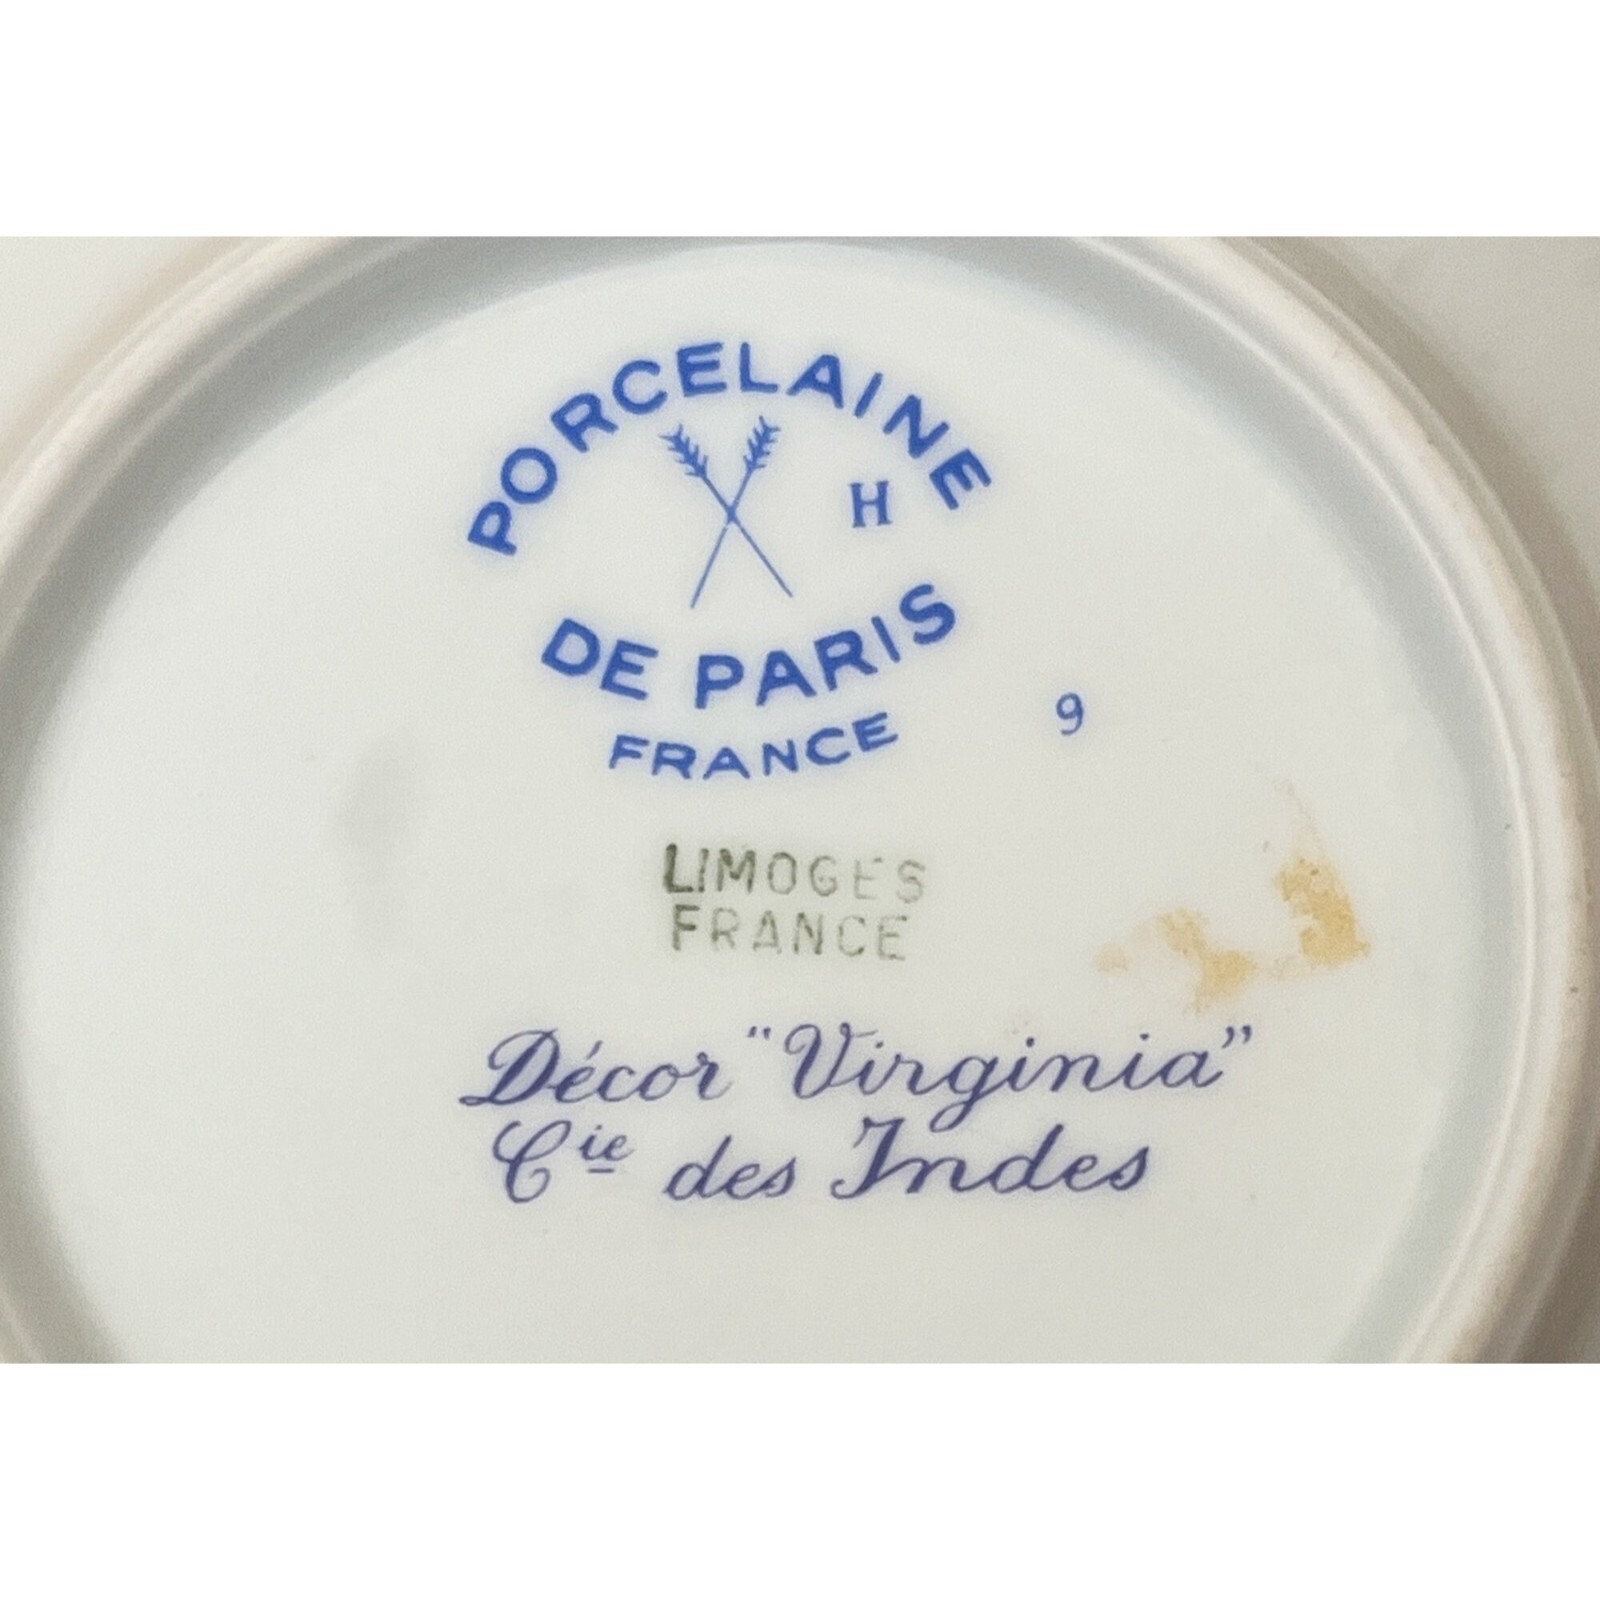 PORCELAINE
H
DE PARIS
FRANCE
9
LIMOGES
FRANCE
Décor "Virginia"
Cie des Indes